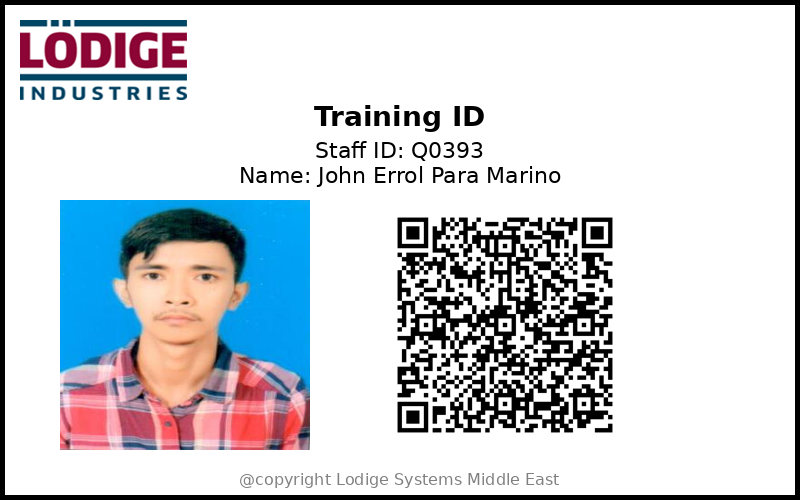 LÖDIGE
INDUSTRIES
Training ID
Staff ID: Q0393
Name: John Errol Para Marino
@copyright Lodige Systems Middle East